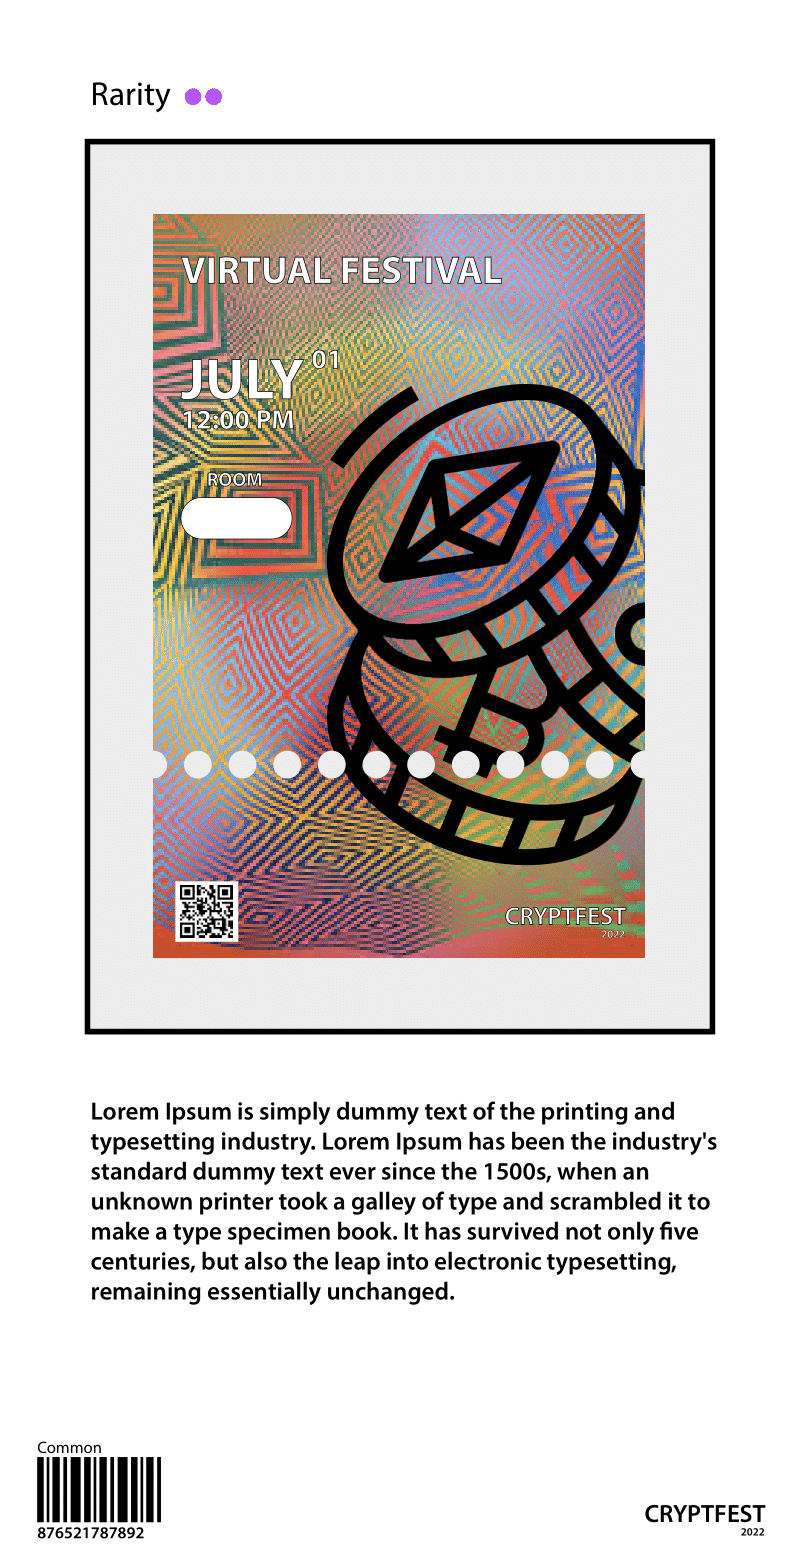 Rarity
VIRTUAL FESTIVAL
JULY 01
12:00 PM
ROOM
CRYPTFEST
2022
Lorem Ipsum is simply dummy text of the printing and
typesetting industry. Lorem Ipsum has been the industry's
standard dummy text ever since the 1500s, when an
unknown printer took a galley of type and scrambled it to
make a type specimen book. It has survived not only five
centuries, but also the leap into electronic typesetting,
remaining essentially unchanged.
Common
876521787892
CRYPTFEST
2022